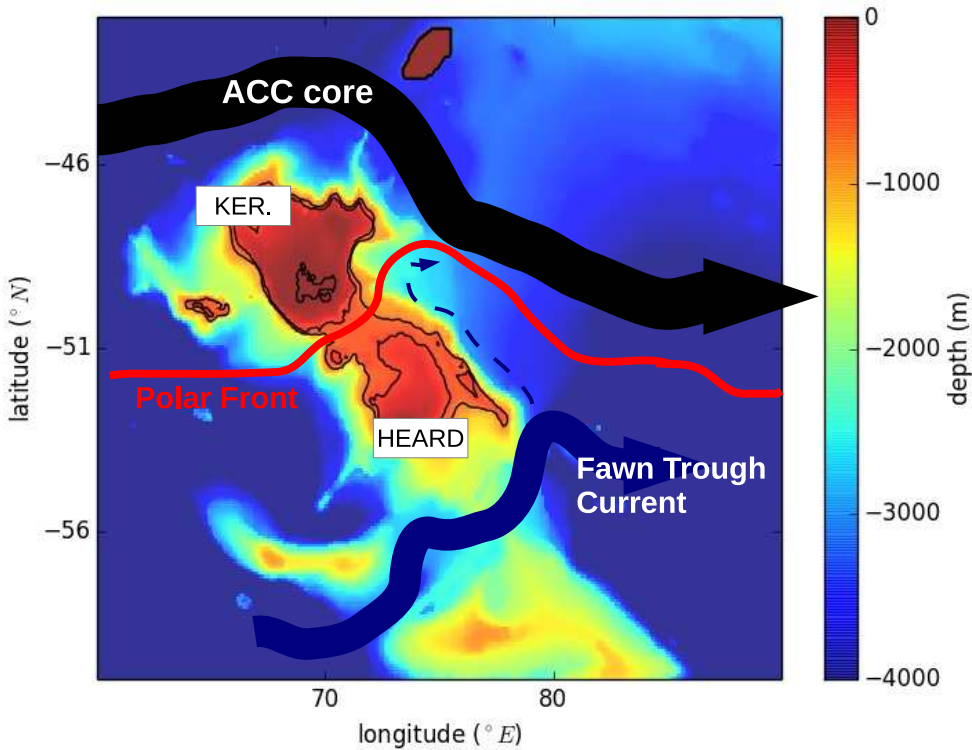 0
ACC core
−46
−1000
KER.
latitude (°N)
−51
−2000
depth (m)
Polar Front
HEARD
Fawn Trough
Current
−3000
−56
−4000
70
80
longitude (°E)